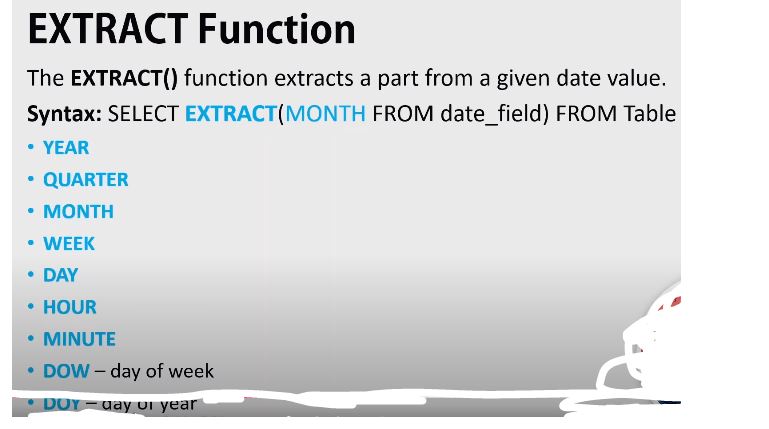 EXTRACT Function
The EXTRACT() function extracts a part from a given date value.
Syntax: SELECT EXTRACT(MONTH FROM date_field) FROM Table
• YEAR
• QUARTER
• MONTH
• WEEK
• DAY
• HOUR
• MINUTE
• DOW – day of week
• DOY – day of year